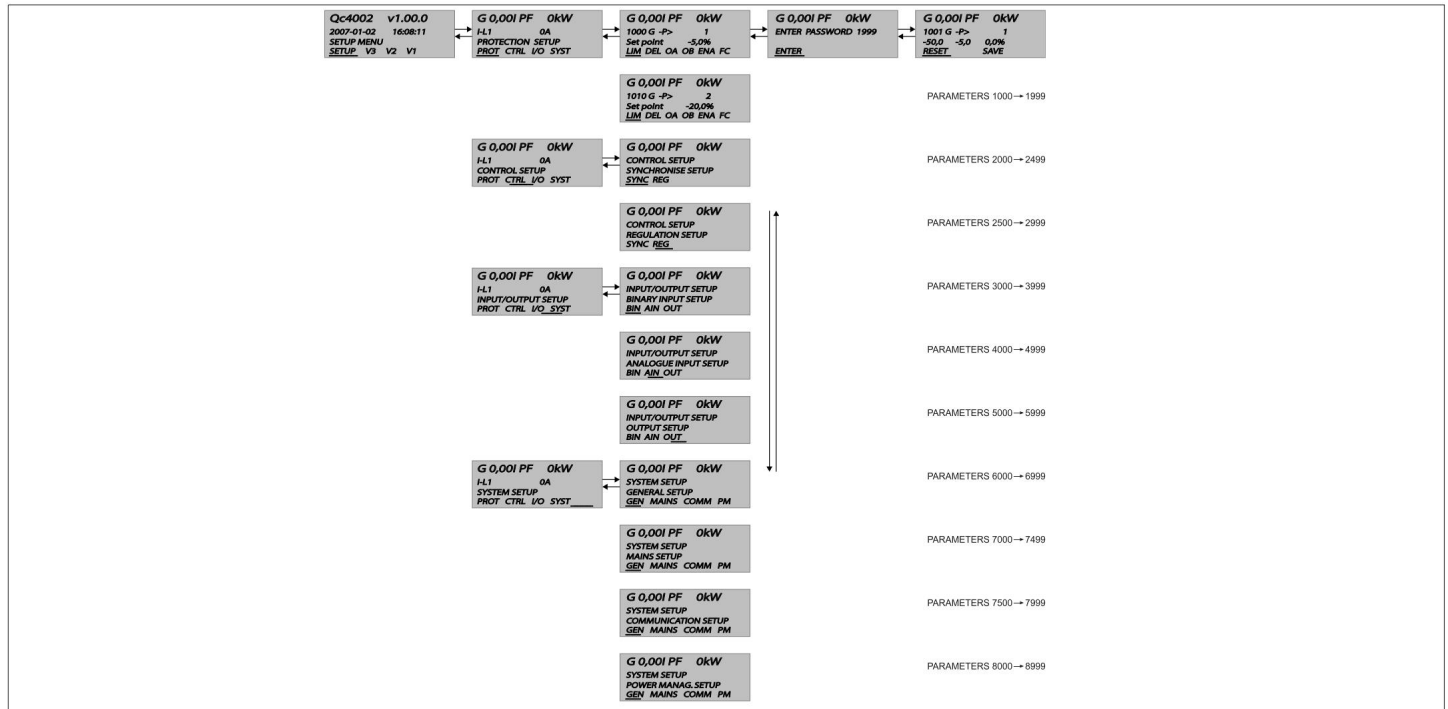 Qc4002 v1.00.0
2007-01-02 16:08:11
SETUP MENU
SETUP V3 V2 V1
G 0,00I PF 0kW
I-L1 0A
PROTECTION SETUP
PROT CTRL I/O SYST
G 0,00I PF 0kW
1000 G -P> 1
Set point -5,0%
LIM DEL OA OB ENA FC
G 0,00I PF 0kW
ENTER PASSWORD 1999
ENTER
G 0,00I PF 0kW
1001 G -P> 1
-50,0 -5,0 0,0%
RESET SAVE
G 0,00I PF 0kW
1010 G -P> 2
Set point -20,0%
LIM DEL OA OB ENA FC
PARAMETERS 1000→1999
G 0,00I PF 0kW
I-L1 0A
CONTROL SETUP
PROT CTRL I/O SYST
G 0,00I PF 0kW
CONTROL SETUP
SYNCHRONISE SETUP
SYNC REG
PARAMETERS 2000→2499
G 0,00I PF 0kW
CONTROL SETUP
REGULATION SETUP
SYNC REG
PARAMETERS 2500→2999
G 0,00I PF 0kW
I-L1 0A
INPUT/OUTPUT SETUP
PROT CTRL I/O SYST
G 0,00I PF 0kW
INPUT/OUTPUT SETUP
BINARY INPUT SETUP
BIN AIN OUT
PARAMETERS 3000→3999
G 0,00I PF 0kW
INPUT/OUTPUT SETUP
ANALOGUE INPUT SETUP
BIN AIN OUT
PARAMETERS 4000→4999
G 0,00I PF 0kW
INPUT/OUTPUT SETUP
OUTPUT SETUP
BIN AIN OUT
PARAMETERS 5000→5999
G 0,00I PF 0kW
I-L1 0A
SYSTEM SETUP
PROT CTRL I/O SYST
G 0,00I PF 0kW
SYSTEM SETUP
GENERAL SETUP
GEN MAINS COMM PM
PARAMETERS 6000→6999
G 0,00I PF 0kW
SYSTEM SETUP
MAINS SETUP
GEN MAINS COMM PM
PARAMETERS 7000→7499
G 0,00I PF 0kW
SYSTEM SETUP
COMMUNICATION SETUP
GEN MAINS COMM PM
PARAMETERS 7500→7999
G 0,00I PF 0kW
SYSTEM SETUP
POWER MANAG. SETUP
GEN MAINS COMM PM
PARAMETERS 8000→8999